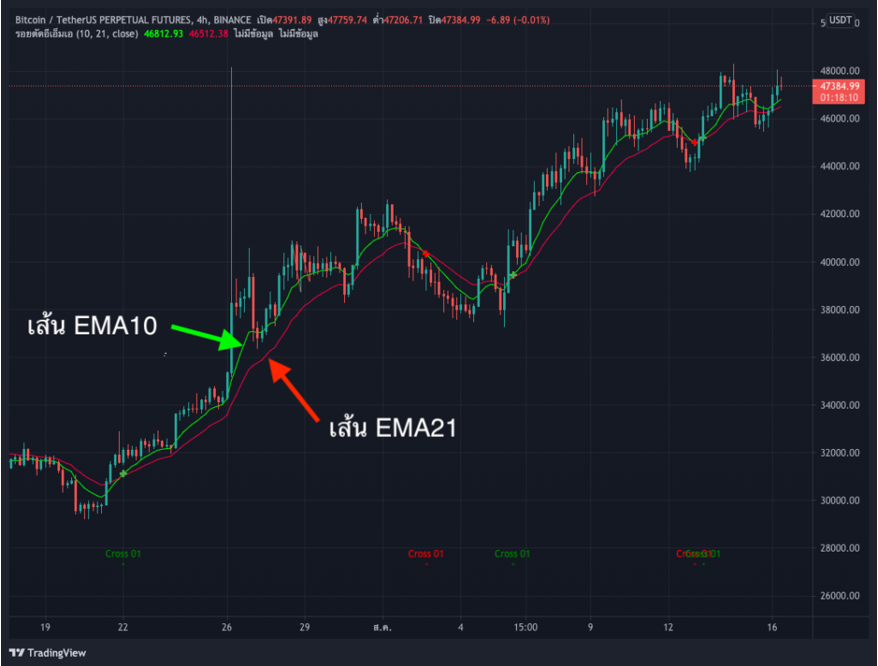 Bitcoin / TetherUS PERPETUAL FUTURES, 4h, BINANCE เปิด47391.89 สูง47759.74 ต่ำ47206.71 ปิด47384.99 -6.89 (-0.01%)
รอยตัดอีเอ็มเอ (10, 21, close) 46812.93 46512.38 ไม่มีข้อมูล ไม่มีข้อมูล
USDT
48000.00
47384.99
01:18:10
46000.00
44000.00
42000.00
40000.00
38000.00
เส้น EMA10
36000.00
เส้น EMA21
34000.00
32000.00
30000.00
28000.00
Cross 01 Cross 01 Cross 01
26000.00
19 22 26 29 ส.ค. 4 15:00 9 12 16
TradingView